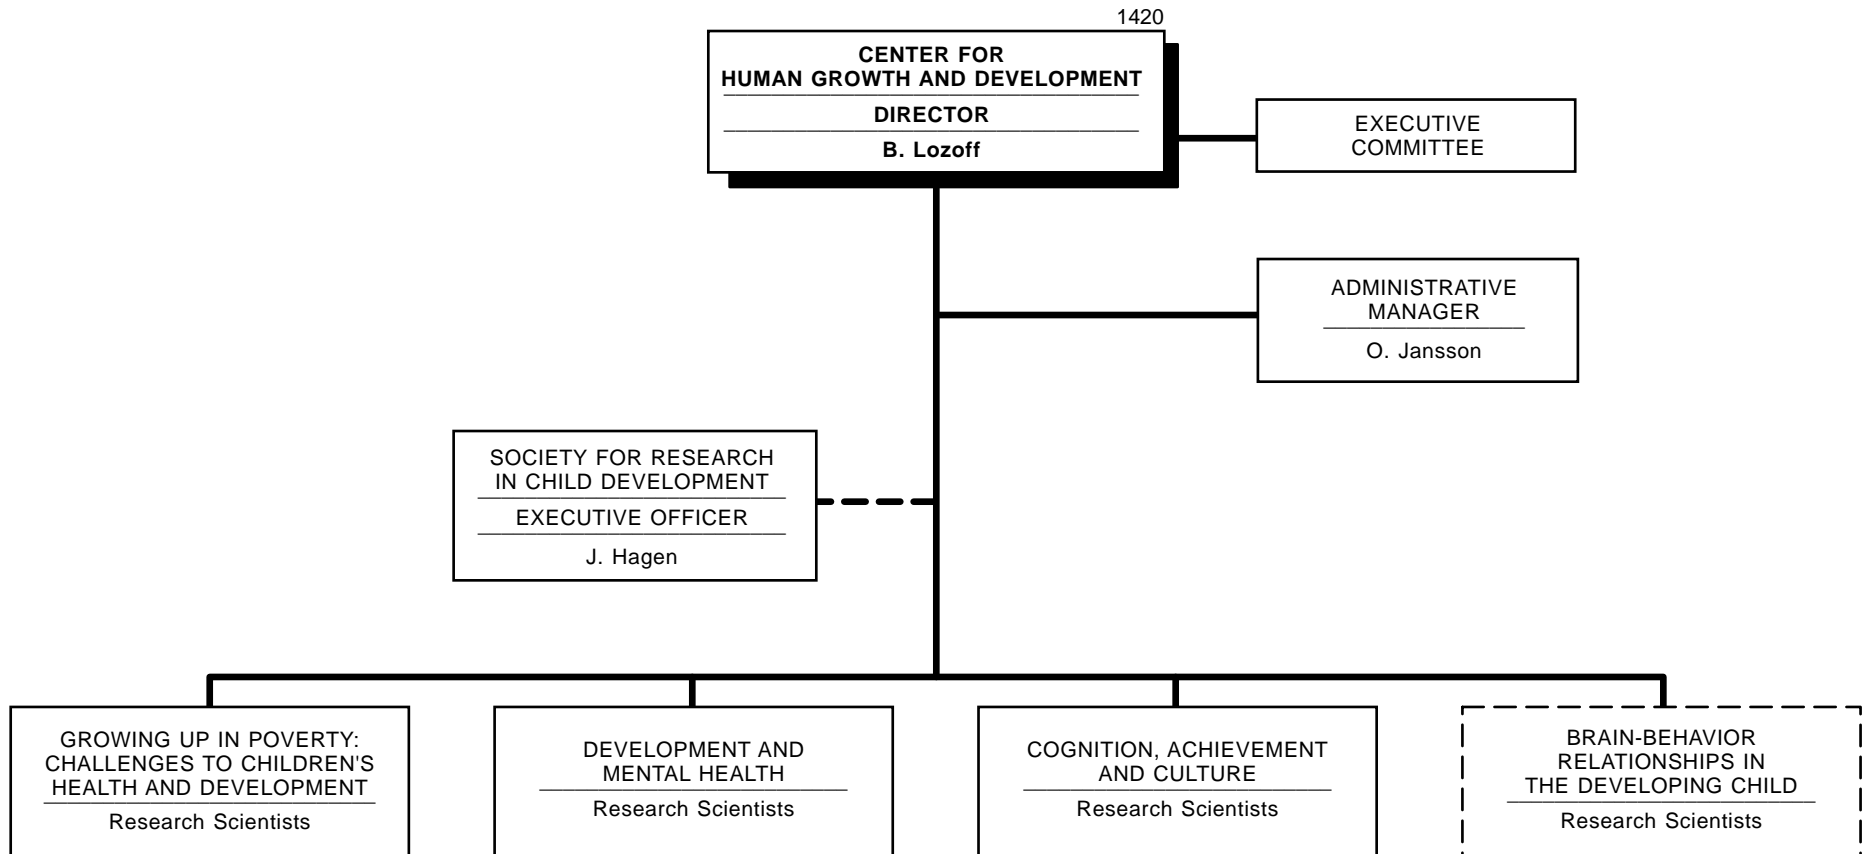 1420
CENTER FOR
HUMAN GROWTH AND DEVELOPMENT
DIRECTOR
B. Lozoff
EXECUTIVE
COMMITTEE
ADMINISTRATIVE
MANAGER
O. Jansson
SOCIETY FOR RESEARCH
IN CHILD DEVELOPMENT
EXECUTIVE OFFICER
J. Hagen
GROWING UP IN POVERTY:
CHALLENGES TO CHILDREN'S
HEALTH AND DEVELOPMENT
Research Scientists
DEVELOPMENT AND
MENTAL HEALTH
Research Scientists
COGNITION, ACHIEVEMENT
AND CULTURE
Research Scientists
BRAIN-BEHAVIOR
RELATIONSHIPS IN
THE DEVELOPING CHILD
Research Scientists